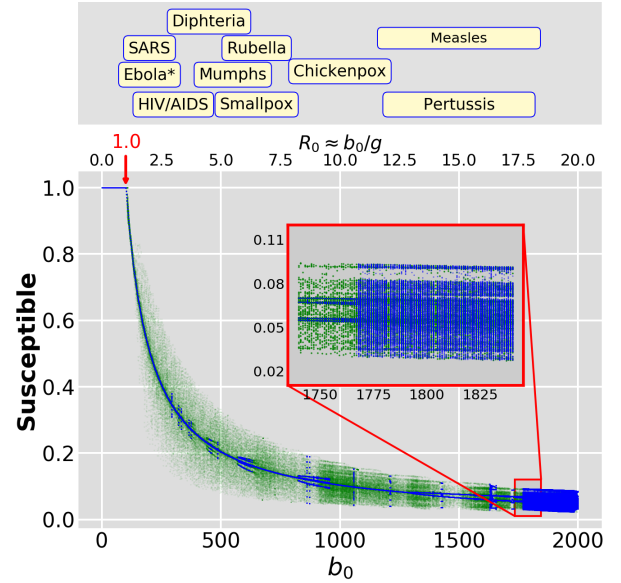 Diphteria
SARS Rubella Measles
Ebola* Mumphs Chickenpox
HIV/AIDS Smallpox Pertussis
1.0 R₀ ≈ b₀/g
0.0 2.5 5.0 7.5 10.0 12.5 15.0 17.5 20.0
1.0
0.8
0.6
0.4
0.2
0.0
Susceptible
0.11
0.08
0.05
0.02
1750 1775 1800 1825
0 500 1000 1500 2000
b₀